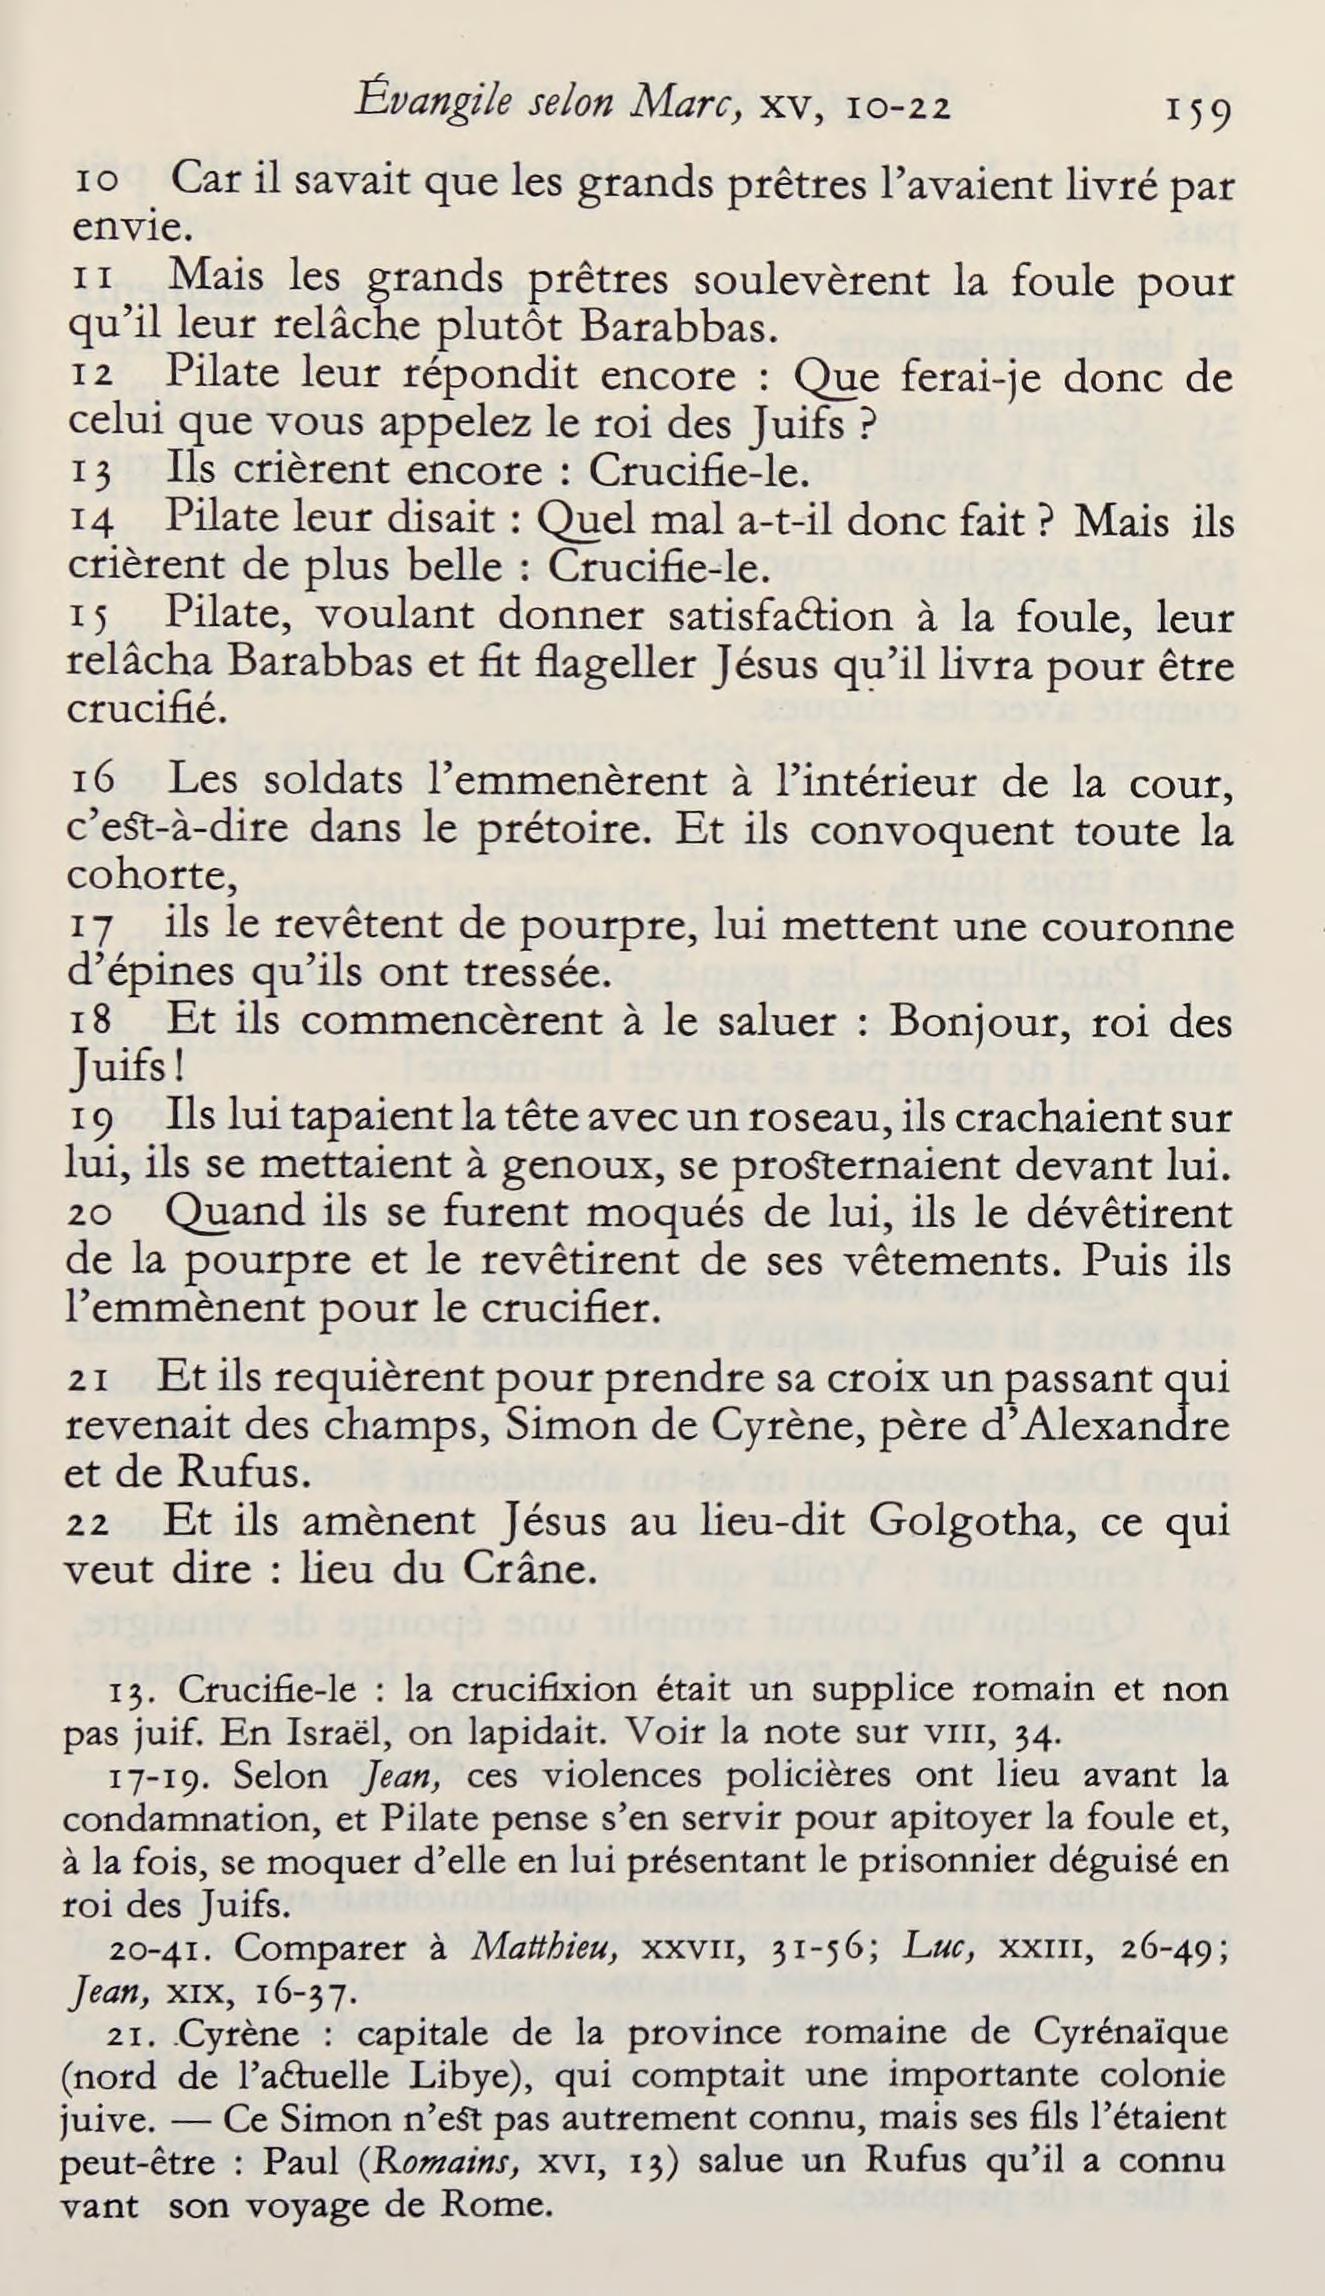 Évangile selon Marc, XV, 10-22 159
10 Car il savait que les grands prêtres l’avaient livré par
envie.
11 Mais les grands prêtres soulevèrent la foule pour
qu’il leur relâche plutôt Barabbas.
12 Pilate leur répondit encore : Que ferai-je donc de
celui que vous appelez le roi des Juifs ?
13 Ils crièrent encore : Crucifie-le.
14 Pilate leur disait : Quel mal a-t-il donc fait ? Mais ils
crièrent de plus belle : Crucifie-le.
15 Pilate, voulant donner satisfaction à la foule, leur
relâcha Barabbas et fit flageller Jésus qu’il livra pour être
crucifié.
16 Les soldats l’emmenèrent à l’intérieur de la cour,
c’est-à-dire dans le prétoire. Et ils convoquent toute la
cohorte,
17 ils le revêtent de pourpre, lui mettent une couronne
d’épines qu’ils ont tressée.
18 Et ils commencèrent à le saluer : Bonjour, roi des
Juifs !
19 Ils lui tapaient la tête avec un roseau, ils crachaient sur
lui, ils se mettaient à genoux, se prosternaient devant lui.
20 Quand ils se furent moqués de lui, ils le dévêtirent
de la pourpre et le revêtirent de ses vêtements. Puis ils
l’emmènent pour le crucifier.
21 Et ils requièrent pour prendre sa croix un passant qui
revenait des champs, Simon de Cyrène, père d’Alexandre
et de Rufus.
22 Et ils amènent Jésus au lieu-dit Golgotha, ce qui
veut dire : lieu du Crâne.
13. Crucifie-le : la crucifixion était un supplice romain et non
pas juif. En Israël, on lapidait. Voir la note sur VIII, 34.
17-19. Selon Jean, ces violences policières ont lieu avant la
condamnation, et Pilate pense s’en servir pour apitoyer la foule et,
à la fois, se moquer d’elle en lui présentant le prisonnier déguisé en
roi des Juifs.
20-41. Comparer à Matthieu, XXVII, 31-56; Luc, XXIII, 26-49;
Jean, XIX, 16-37.
21. Cyrène : capitale de la province romaine de Cyrénaïque
(nord de l’actuelle Libye), qui comptait une importante colonie
juive. — Ce Simon n’est pas autrement connu, mais ses fils l’étaient
peut-être : Paul (Romains, XVI, 13) salue un Rufus qu’il a connu
vant son voyage de Rome.